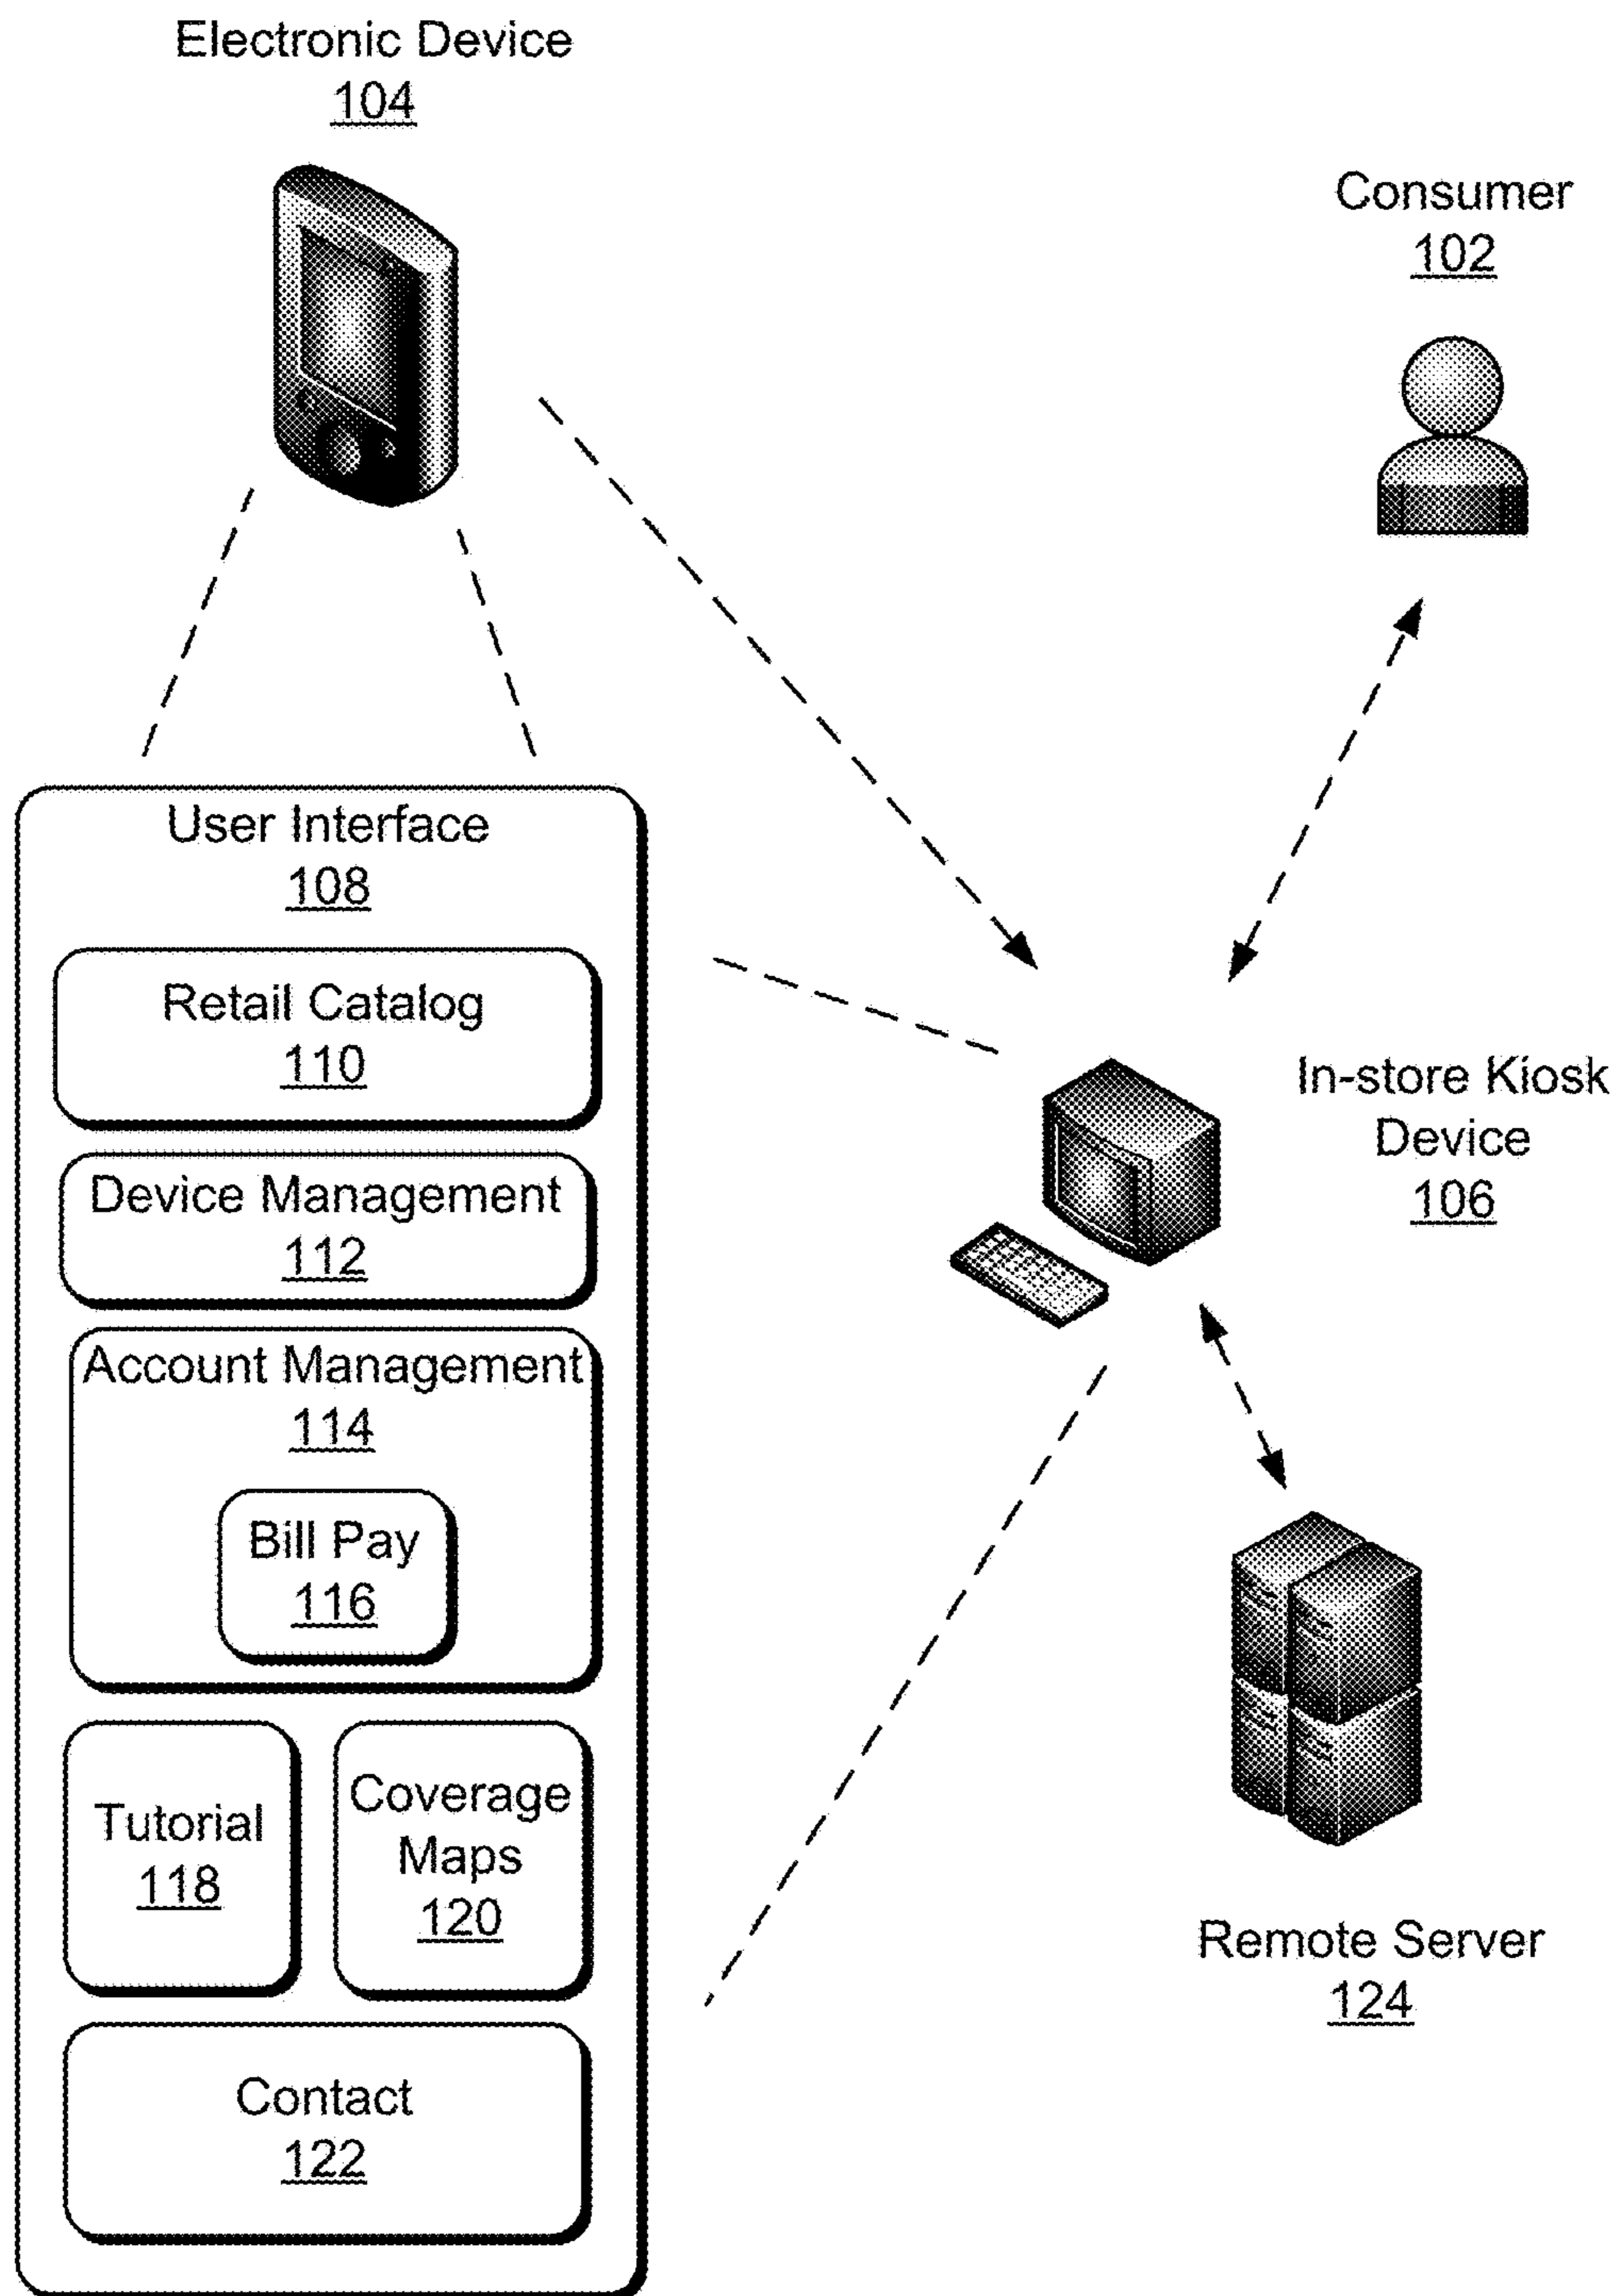 Electronic Device
104
Consumer
102
User Interface
108
Retail Catalog
110
Device Management
112
Account Management
114
Bill Pay
116
Tutorial
118
Coverage
Maps
120
Contact
122
In-store Kiosk
Device
106
Remote Server
124